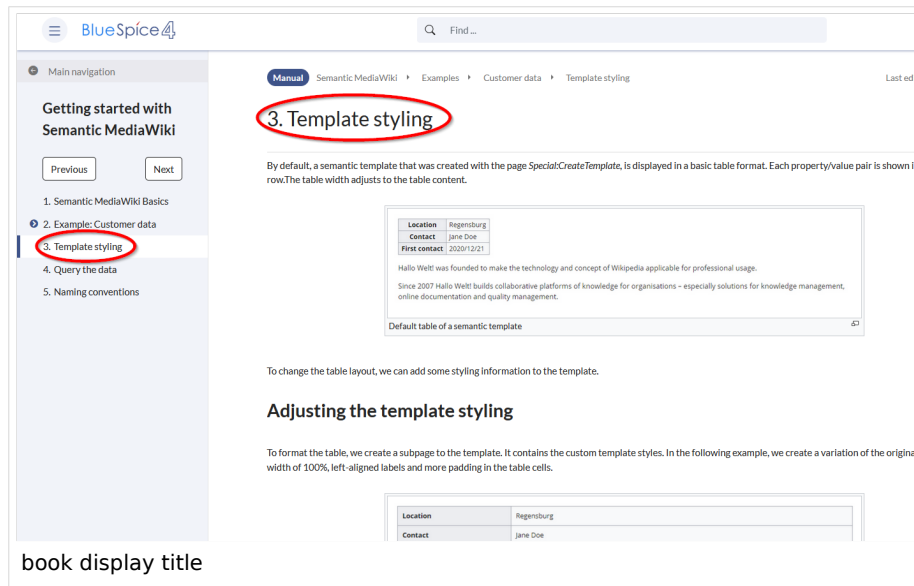 BlueSpice 4
Find ...
Main navigation
Getting started with
Semantic MediaWiki
Previous Next
1. Semantic MediaWiki Basics
2. Example: Customer data
3. Template styling
4. Query the data
5. Naming conventions
Manual Semantic MediaWiki Examples Customer data Template styling
Last ed
3. Template styling
By default, a semantic template that was created with the page Special:CreateTemplate, is displayed in a basic table format. Each property/value pair is shown i
row.The table width adjusts to the table content.
Location Regensburg
Contact Jane Doe
First contact 2020/12/21
Hallo Welt! was founded to make the technology and concept of Wikipedia applicable for professional usage.
Since 2007 Hallo Welt! builds collaborative platforms of knowledge for organisations – especially solutions for knowledge management,
online documentation and quality management.
Default table of a semantic template
To change the table layout, we can add some styling information to the template.
Adjusting the template styling
To format the table, we create a subpage to the template. It contains the custom template styles. In the following example, we create a variation of the origina
width of 100%, left-aligned labels and more padding in the table cells.
Location Regensburg
Contact Jane Doe
book display title